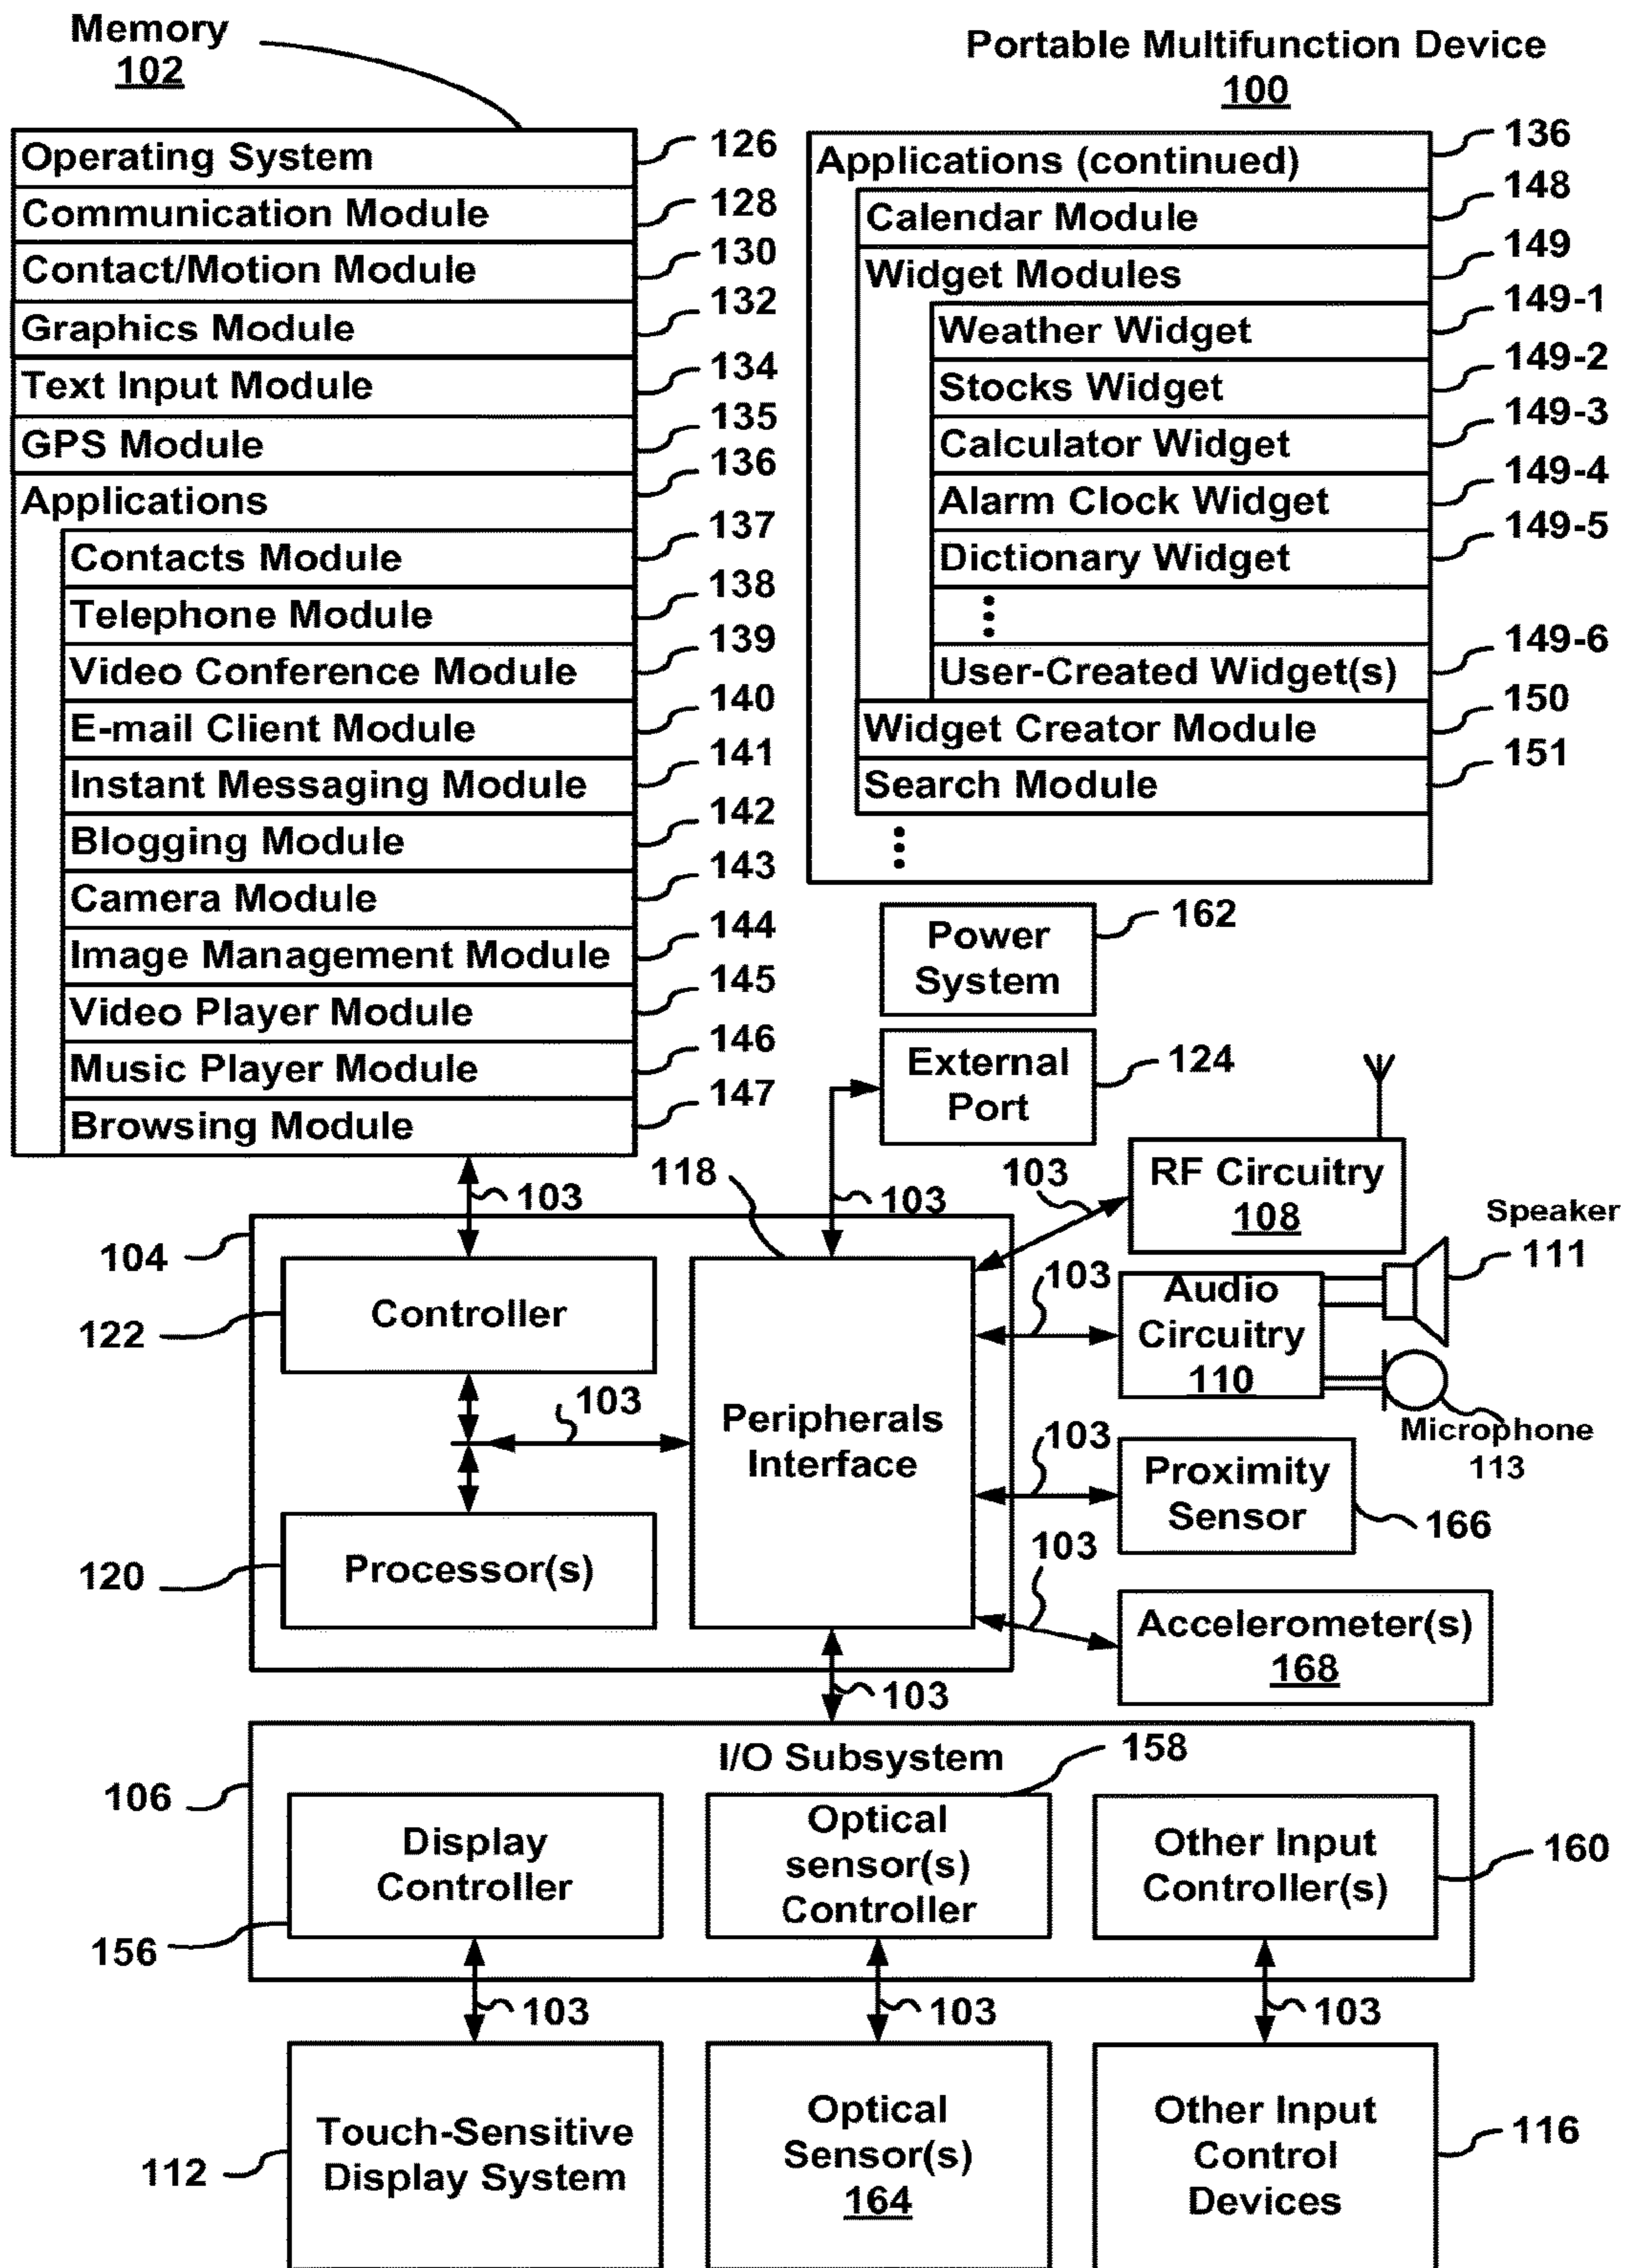 Memory
102
Portable Multifunction Device
100
Operating System 126
Communication Module 128
Contact/Motion Module 130
Graphics Module 132
Text Input Module 134
GPS Module 135
Applications 136
Contacts Module 137
Telephone Module 138
Video Conference Module 139
E-mail Client Module 140
Instant Messaging Module 141
Blogging Module 142
Camera Module 143
Image Management Module 144
Video Player Module 145
Music Player Module 146
Browsing Module 147
Applications (continued) 136
Calendar Module 148
Widget Modules 149
Weather Widget 149-1
Stocks Widget 149-2
Calculator Widget 149-3
Alarm Clock Widget 149-4
Dictionary Widget 149-5
User-Created Widget(s) 149-6
Widget Creator Module 150
Search Module 151
Power
System
162
External
Port
124
103
118
103
103
RF Circuitry
108
Speaker
111
104
Controller
122
103
Audio
Circuitry
110
103
Peripherals
Interface
Microphone
113
103
Proximity
Sensor
166
Processor(s)
120
103
Accelerometer(s)
168
103
I/O Subsystem
158
106
Display
Controller
156
Optical
sensor(s)
Controller
Other Input
Controller(s)
160
103
103
103
Touch-Sensitive
Display System
112
Optical
Sensor(s)
164
Other Input
Control
Devices
116